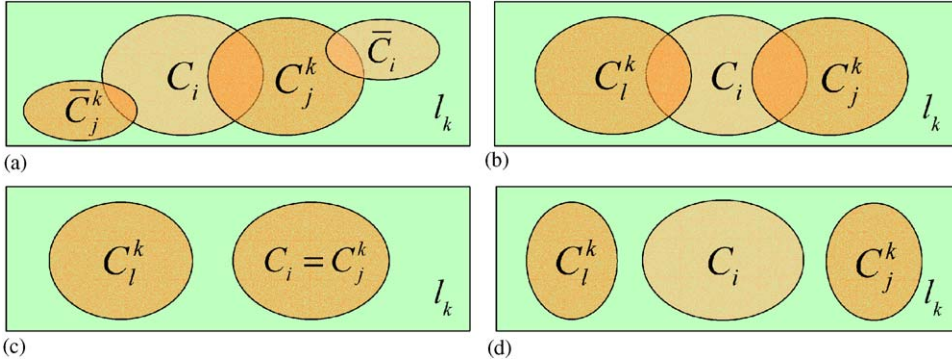 C̄_j^k C_i C_j^k C̄_i l_k
(a)
C_l^k C_i C_j^k l_k
(b)
C_l^k C_i = C_j^k l_k
(c)
C_l^k C_i C_j^k l_k
(d)